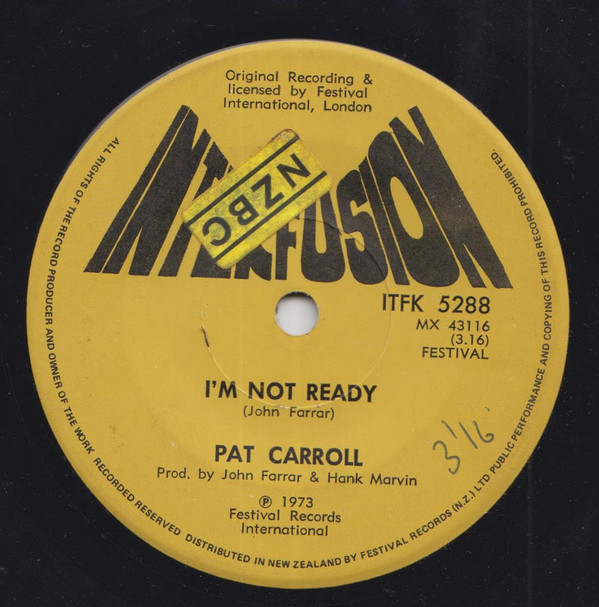 Original Recording &
licensed by Festival
International, London
INTERFUSION
NZBC
ITFK 5288
MX 43116
(3.16)
FESTIVAL
I'M NOT READY
(John Farrar)
PAT CARROLL
Prod. by John Farrar & Hank Marvin
3'16
℗ 1973
Festival Records
International
ALL RIGHTS OF THE RECORD PRODUCER AND OWNER OF THE WORK RECORDED RESERVED DISTRIBUTED IN NEW ZEALAND BY FESTIVAL RECORDS (N.Z.) LTD PUBLIC PERFORMANCE AND COPYING OF THIS RECORD PROHIBITED.